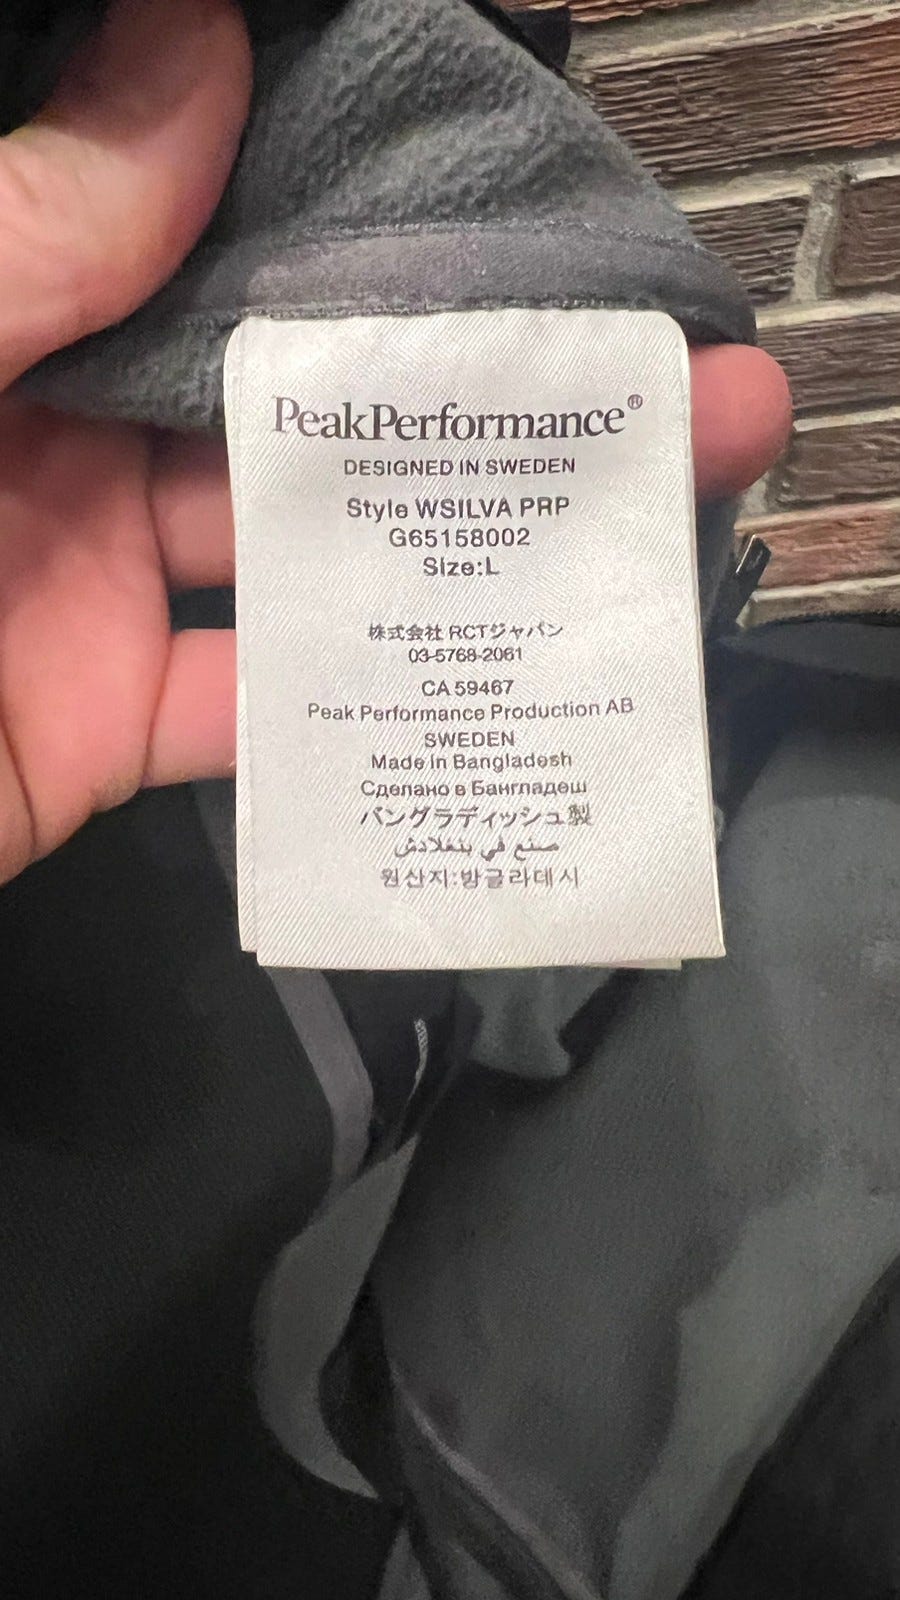 PeakPerformance®
DESIGNED IN SWEDEN
Style WSILVA PRP
G65158002
Size:L
株式会社 RCTジャパン
03-5768-2061
CA 59467
Peak Performance Production AB
SWEDEN
Made in Bangladesh
Сделано в Бангладеш
バングラディッシュ製
صنع في بنغلادش
원산지:방글라데시